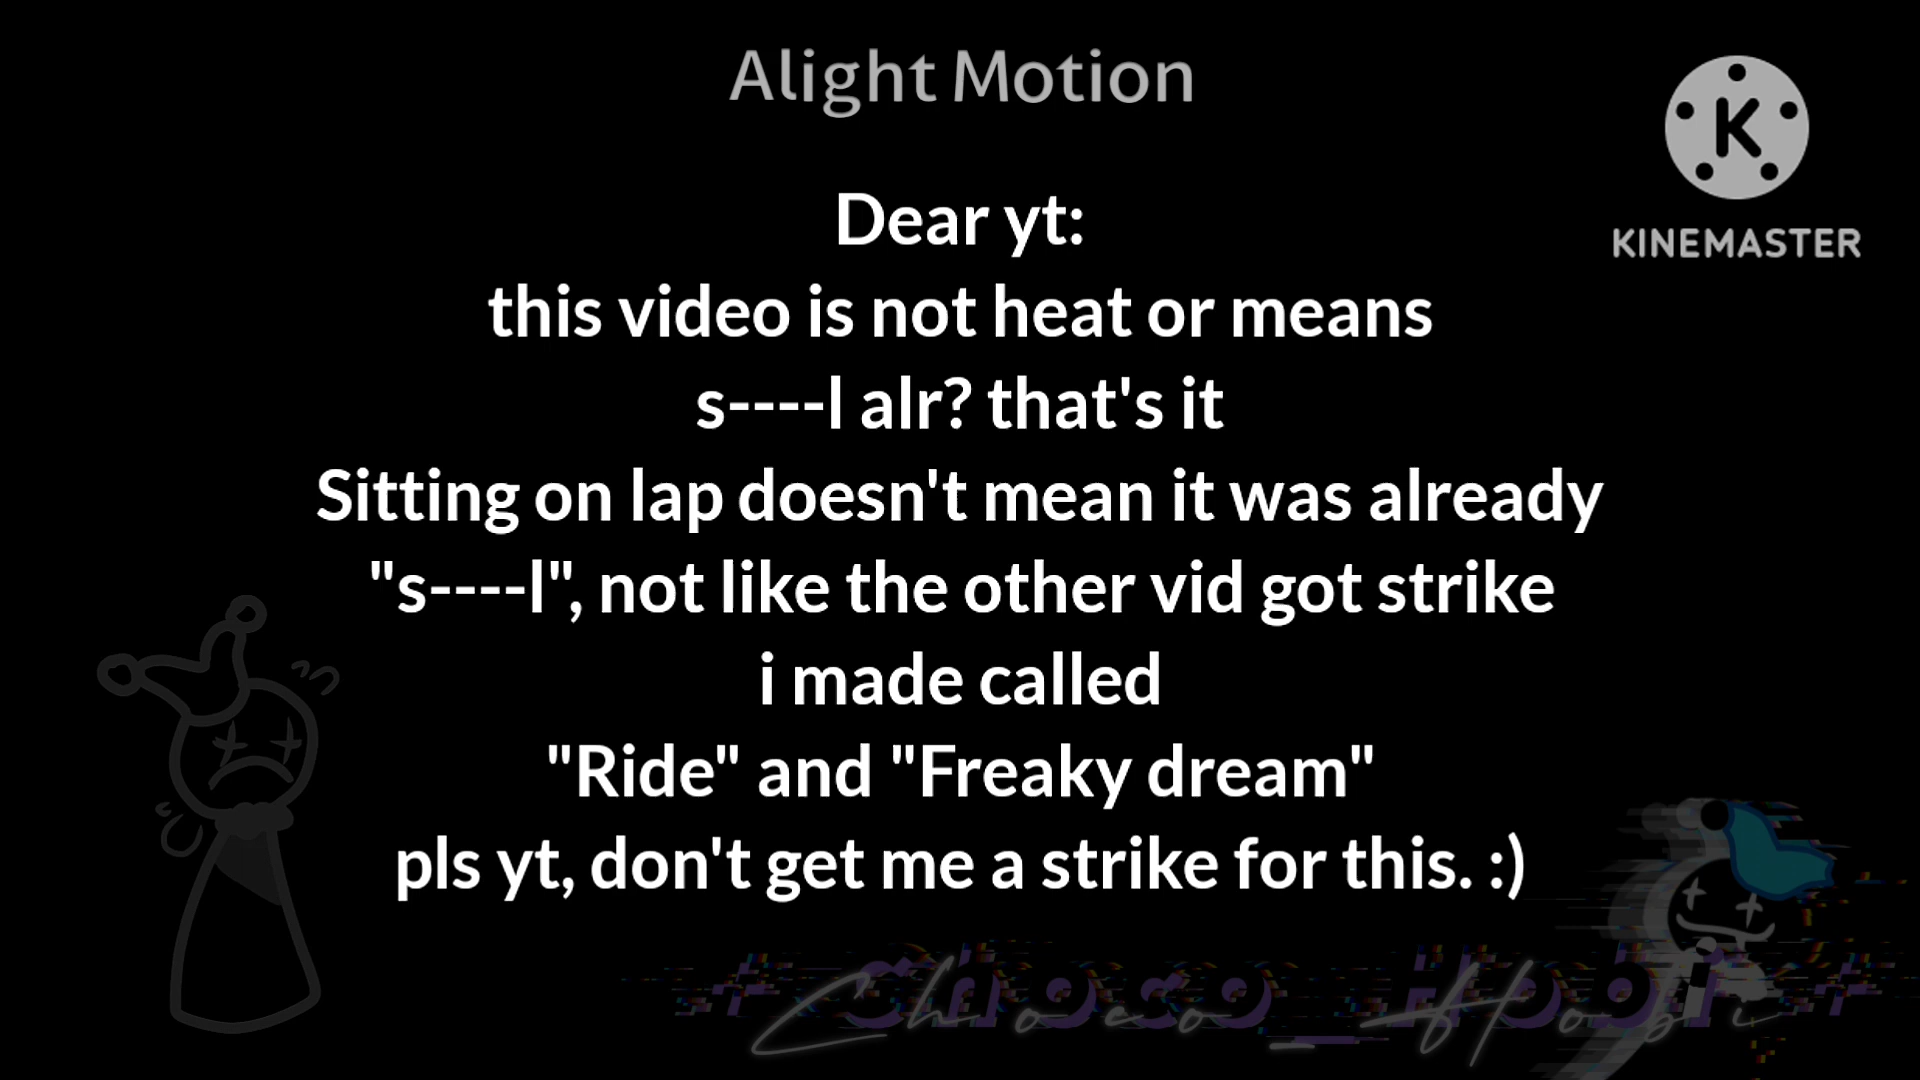 Alight Motion
K
KINEMASTER
Dear yt:
this video is not heat or means
s----l alr? that's it
Sitting on lap doesn't mean it was already
"s----l", not like the other vid got strike
i made called
"Ride" and "Freaky dream"
pls yt, don't get me a strike for this. :)
+ Choco_Hobi +
Choco_Hobi